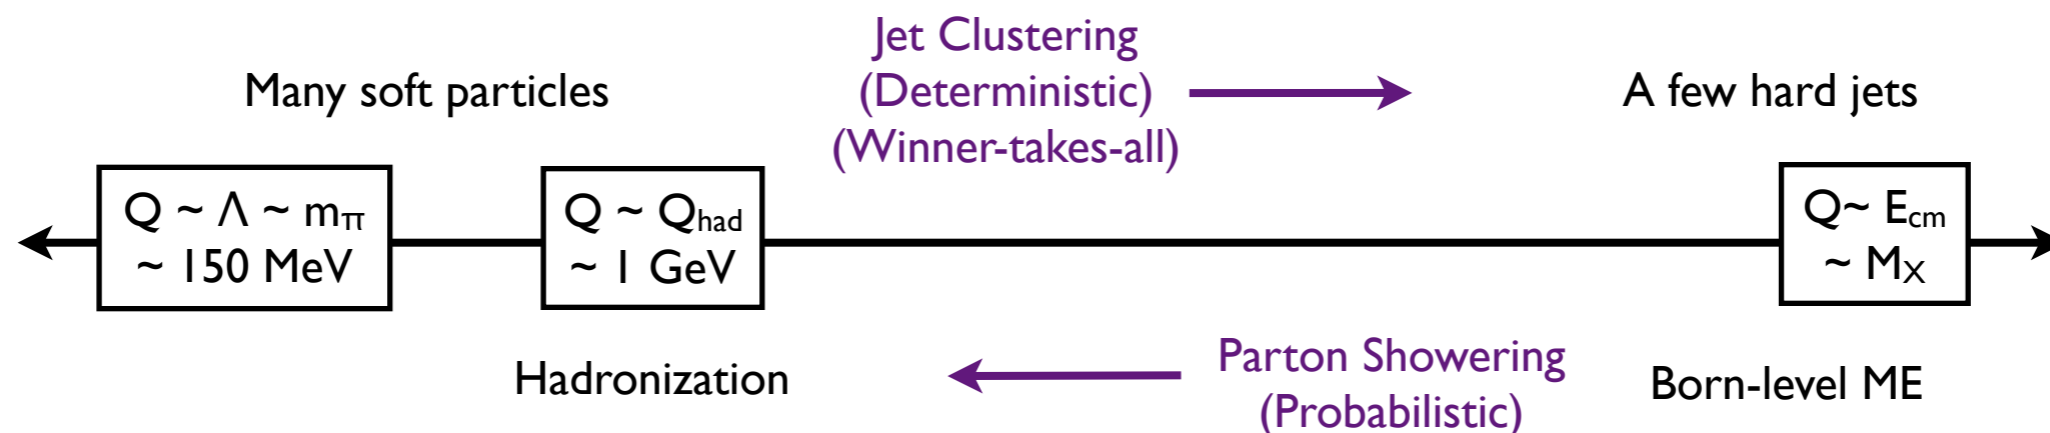 Jet Clustering
(Deterministic)
(Winner-takes-all)
Many soft particles
A few hard jets
Q ~ Λ ~ mπ
~ 150 MeV
Q ~ Qhad
~ 1 GeV
Q~ Ecm
~ MX
Hadronization
Parton Showering
(Probabilistic)
Born-level ME